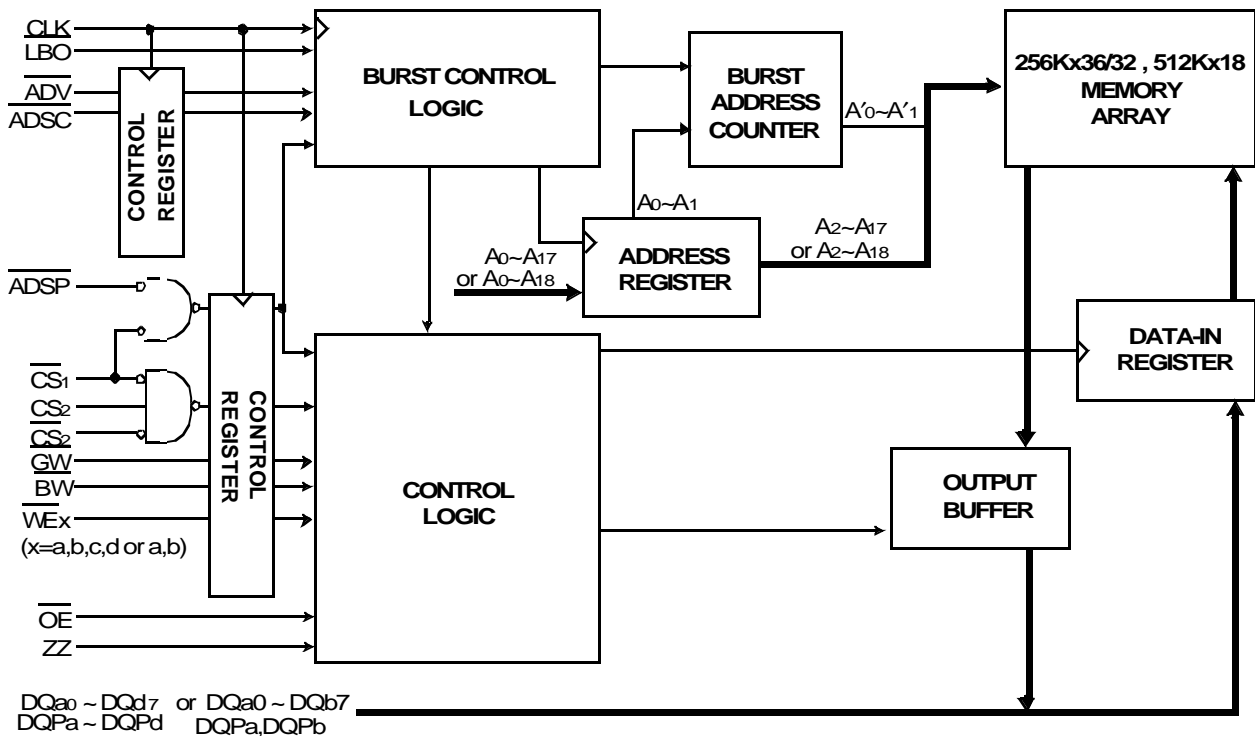 CLK
LBO
ADV
ADSC
CONTROL
REGISTER
BURST CONTROL
LOGIC
BURST
ADDRESS
COUNTER
A′0~A′1
256Kx36/32 , 512Kx18
MEMORY
ARRAY
A0~A1
A0~A17
or A0~A18
ADDRESS
REGISTER
A2~A17
or A2~A18
ADSP
CS1
CS2
CS2
GW
BW
WEx
(x=a,b,c,d or a,b)
CONTROL
REGISTER
CONTROL
LOGIC
DATA-IN
REGISTER
OUTPUT
BUFFER
OE
ZZ
DQa0 ~ DQd7 or DQa0 ~ DQb7
DQPa ~ DQPd DQPa,DQPb